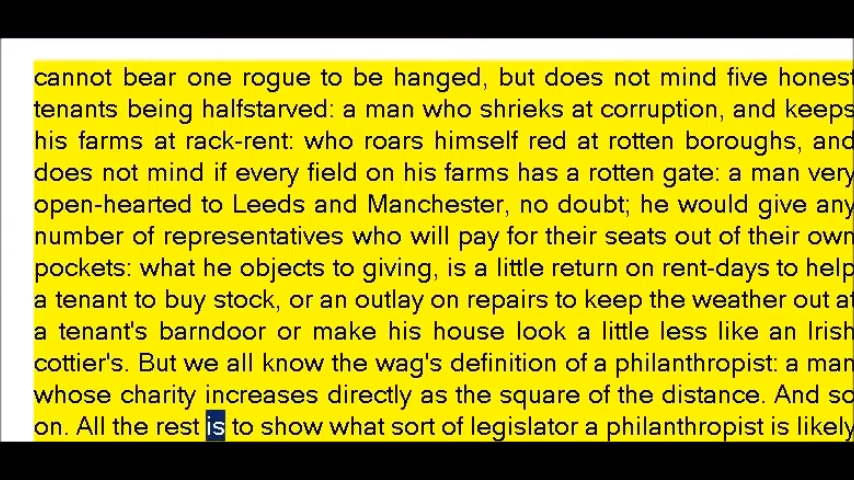 cannot bear one rogue to be hanged, but does not mind five honest
tenants being halfstarved: a man who shrieks at corruption, and keeps
his farms at rack-rent: who roars himself red at rotten boroughs, and
does not mind if every field on his farms has a rotten gate: a man very
open-hearted to Leeds and Manchester, no doubt; he would give any
number of representatives who will pay for their seats out of their own
pockets: what he objects to giving, is a little return on rent-days to help
a tenant to buy stock, or an outlay on repairs to keep the weather out at
a tenant's barndoor or make his house look a little less like an Irish
cottier's. But we all know the wag's definition of a philanthropist: a man
whose charity increases directly as the square of the distance. And so
on. All the rest is to show what sort of legislator a philanthropist is likely